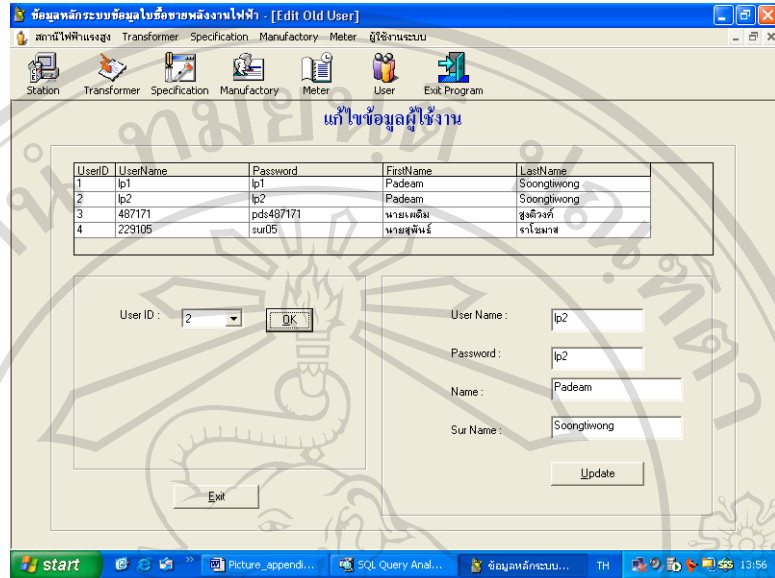 ข้อมูลหลักระบบข้อมูลใบซื้อขายพลังงานไฟฟ้า - [Edit Old User]
สถานีไฟฟ้าแรงสูง Transformer Specification Manufactory Meter ผู้ใช้งานระบบ
Station Transformer Specification Manufactory Meter User Exit Program
แก้ไขข้อมูลผู้ใช้งาน
UserID UserName Password FirstName LastName
1 lp1 lp1 Padeam Soongtiwong
2 lp2 lp2 Padeam Soongtiwong
3 487171 pds487171 นายเผดิม สูงติวงศ์
4 229105 sur05 นายสุพันธ์ ราโชมาส
User ID : 2 OK
User Name : lp2
Password : lp2
Name : Padeam
Sur Name : Soongtiwong
Update
Exit
start Picture_appendi... SQL Query Anal... ข้อมูลหลักระบบ... TH 13:56